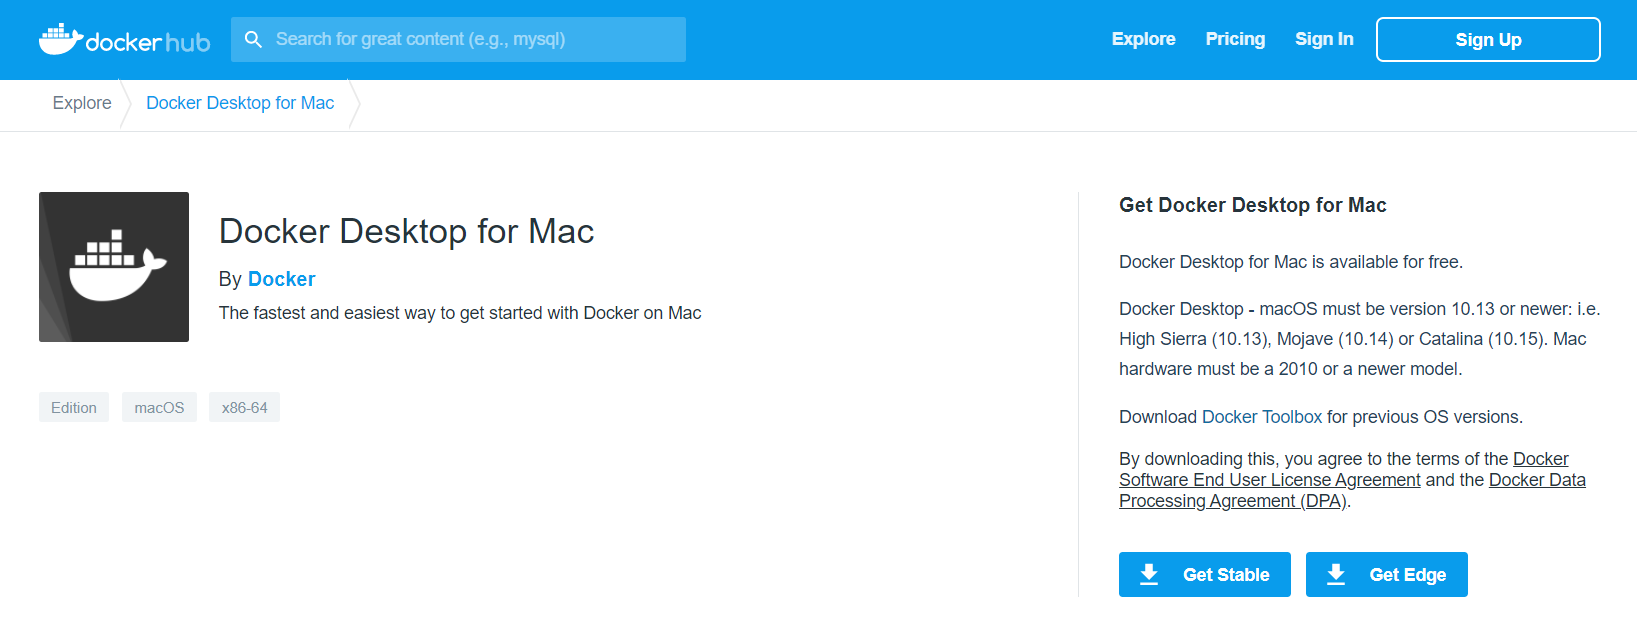 dockerhub
Search for great content (e.g., mysql)
Explore
Pricing
Sign In
Sign Up
Explore
Docker Desktop for Mac
Docker Desktop for Mac
By Docker
The fastest and easiest way to get started with Docker on Mac
Edition
macOS
x86-64
Get Docker Desktop for Mac
Docker Desktop for Mac is available for free.
Docker Desktop - macOS must be version 10.13 or newer: i.e.
High Sierra (10.13), Mojave (10.14) or Catalina (10.15). Mac
hardware must be a 2010 or a newer model.
Download Docker Toolbox for previous OS versions.
By downloading this, you agree to the terms of the Docker
Software End User License Agreement and the Docker Data
Processing Agreement (DPA).
Get Stable
Get Edge